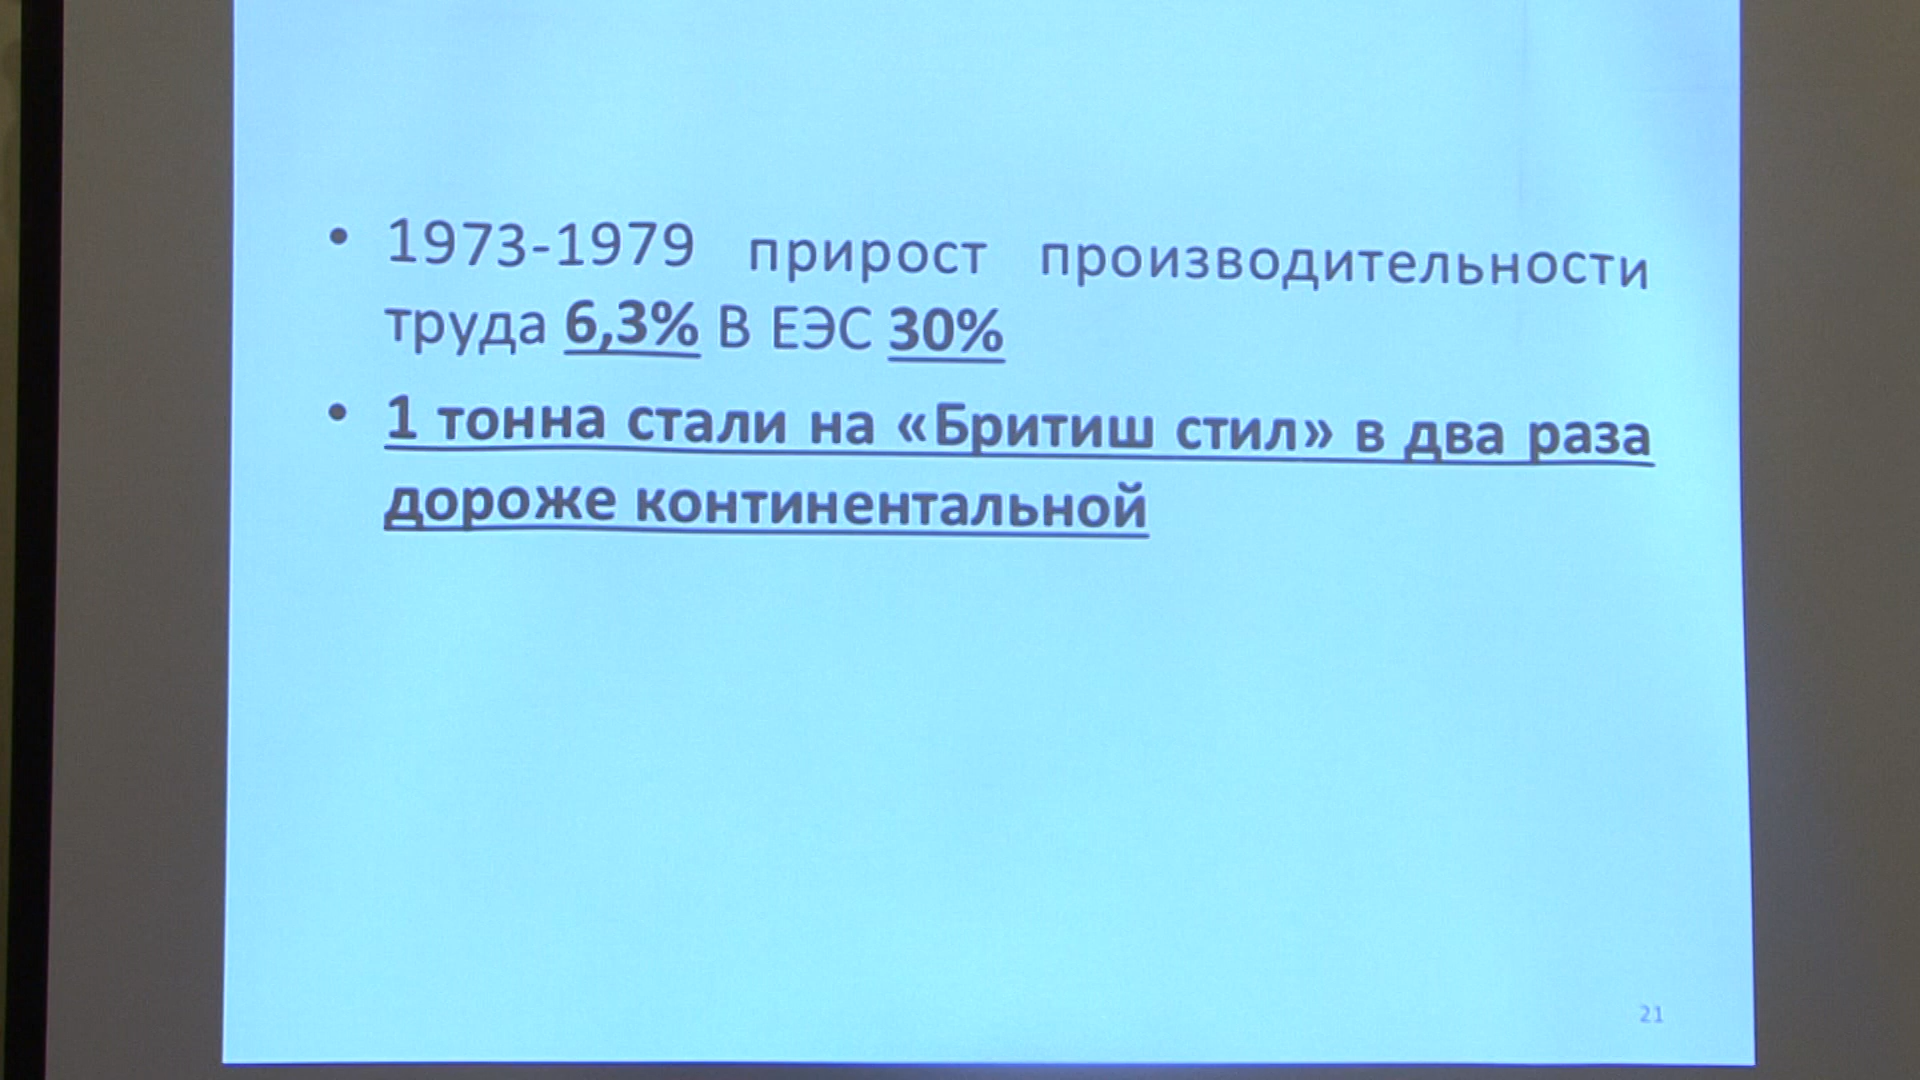 • 1973-1979 прирост производительности
труда 6,3% В ЕЭС 30%
• 1 тонна стали на «Бритиш стил» в два раза
дороже континентальной
21